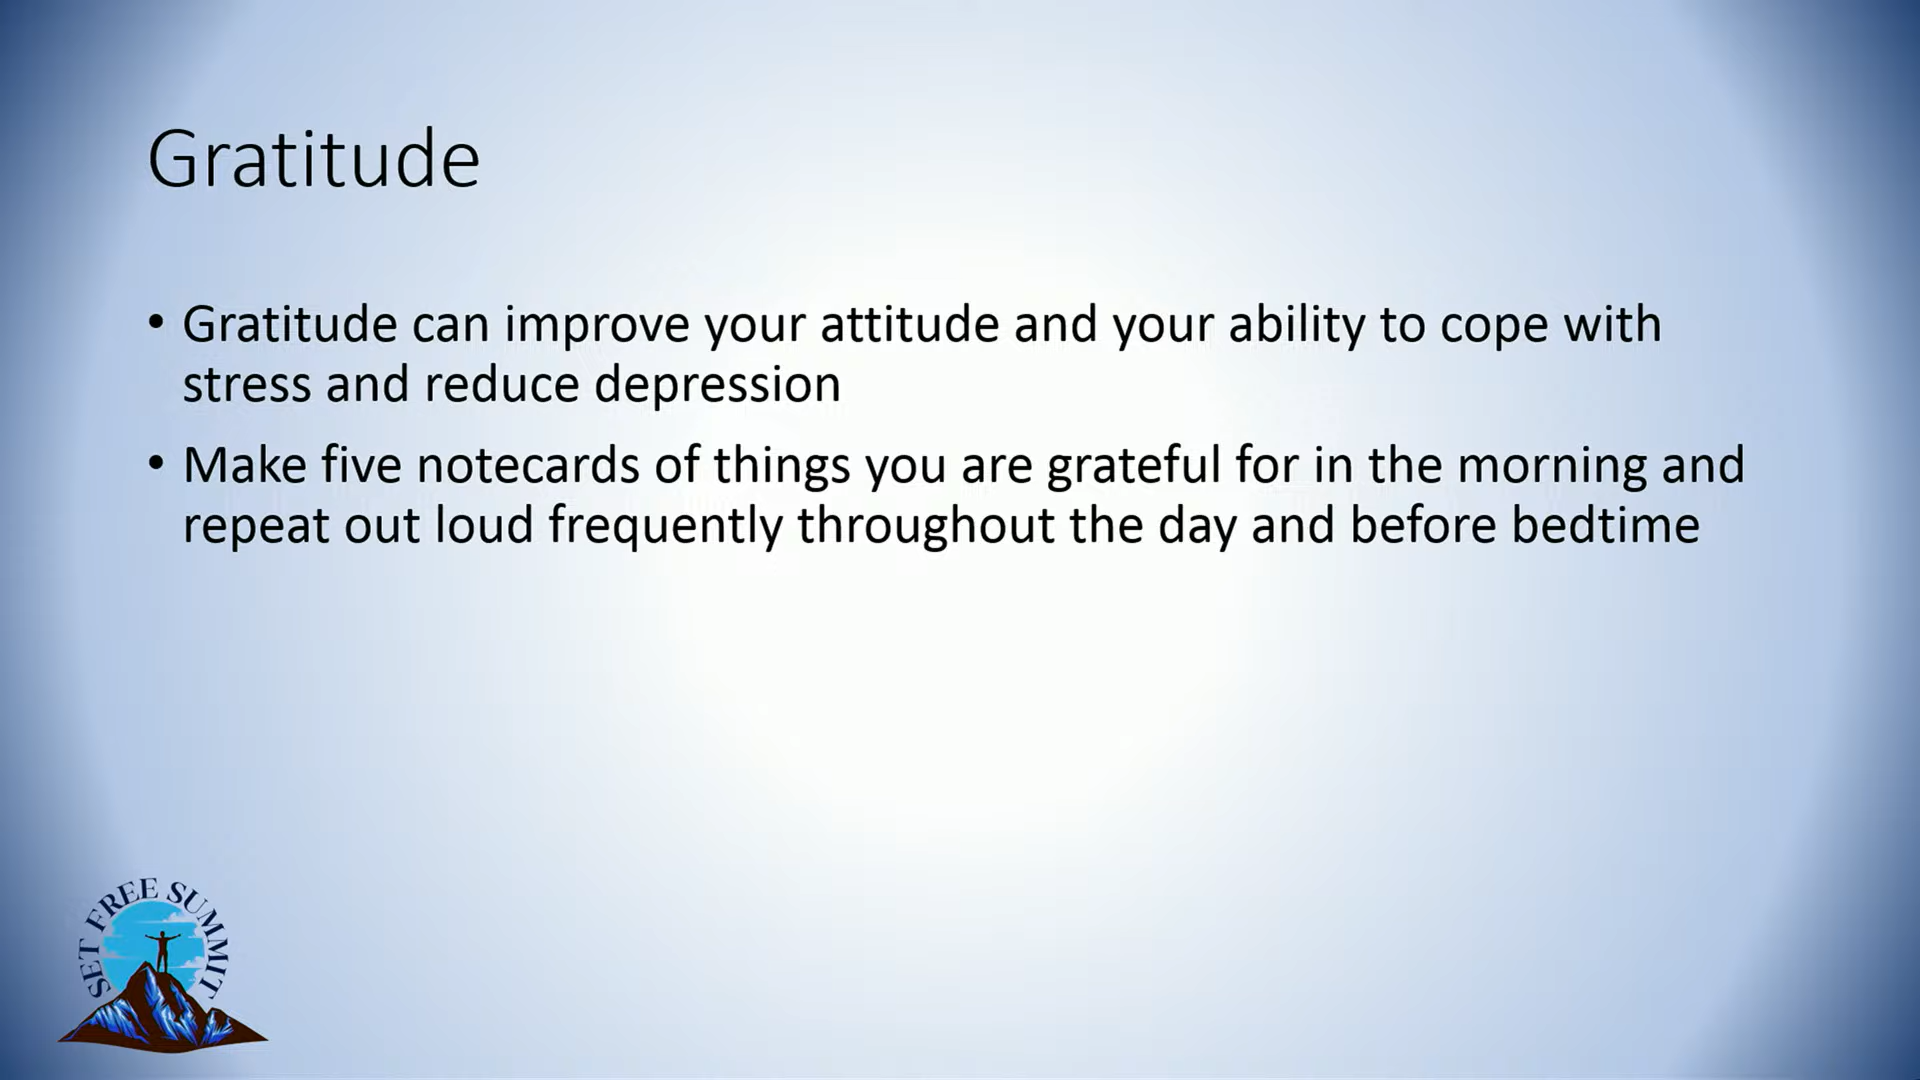 Gratitude
• Gratitude can improve your attitude and your ability to cope with
stress and reduce depression
• Make five notecards of things you are grateful for in the morning and
repeat out loud frequently throughout the day and before bedtime
SET FREE SUMMIT